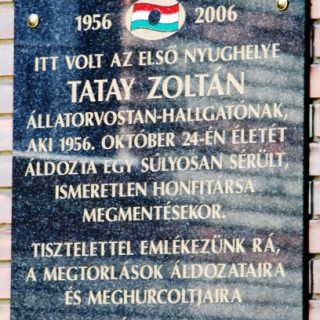 1956 2006
ITT VOLT AZ ELSŐ NYUGHELYE
TATAY ZOLTÁN
ÁLLATORVOSTAN-HALLGATÓNAK,
AKI 1956. OKTÓBER 24-ÉN ÉLETÉT
ÁLDOZTA EGY SÚLYOSAN SÉRÜLT,
ISMERETLEN HONFITÁRSA
MEGMENTÉSEKOR.
TISZTELETTEL EMLÉKEZÜNK RÁ,
A MEGTORLÁSOK ÁLDOZATAIRA
ÉS MEGHURCOLTJAIRA